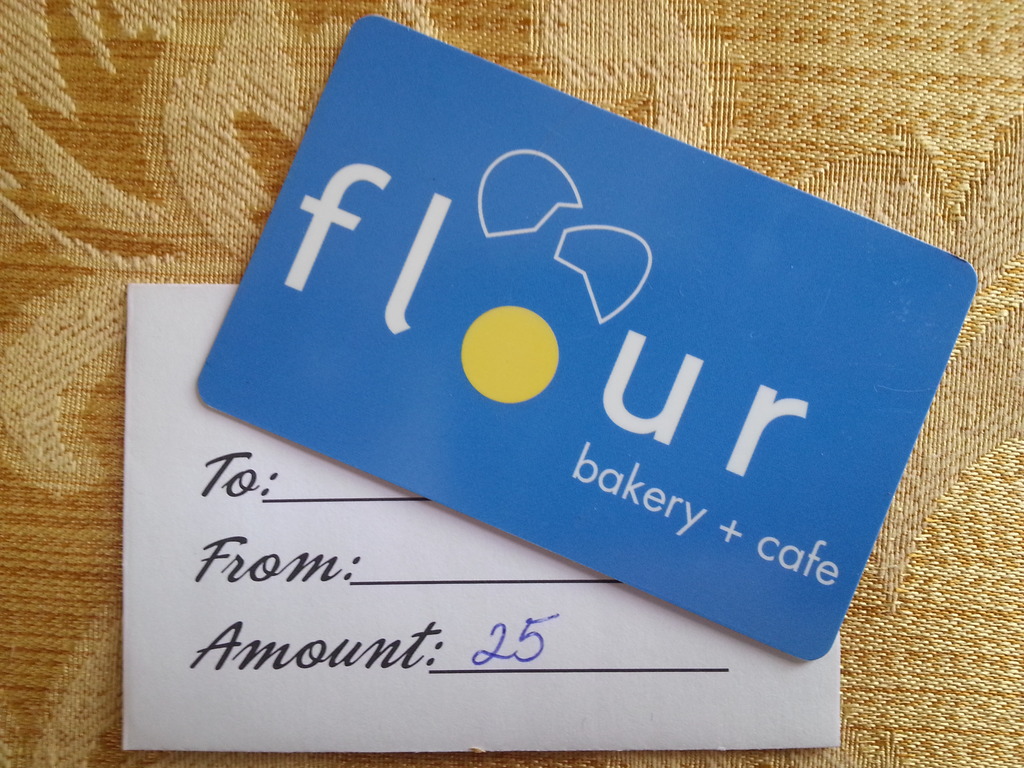 flour
bakery + cafe
To:
From:
Amount: 25